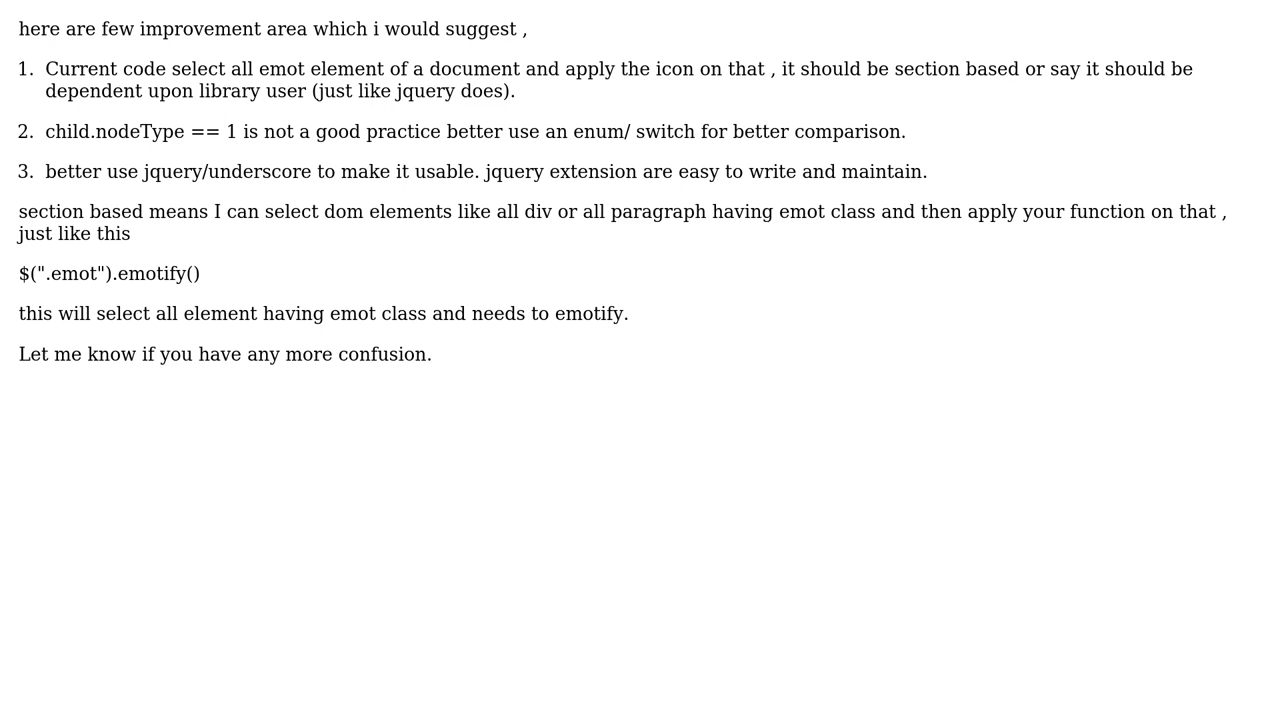 here are few improvement area which i would suggest ,
1. Current code select all emot element of a document and apply the icon on that , it should be section based or say it should be
dependent upon library user (just like jquery does).
2. child.nodeType == 1 is not a good practice better use an enum/ switch for better comparison.
3. better use jquery/underscore to make it usable. jquery extension are easy to write and maintain.
section based means I can select dom elements like all div or all paragraph having emot class and then apply your function on that ,
just like this
$(".emot").emotify()
this will select all element having emot class and needs to emotify.
Let me know if you have any more confusion.